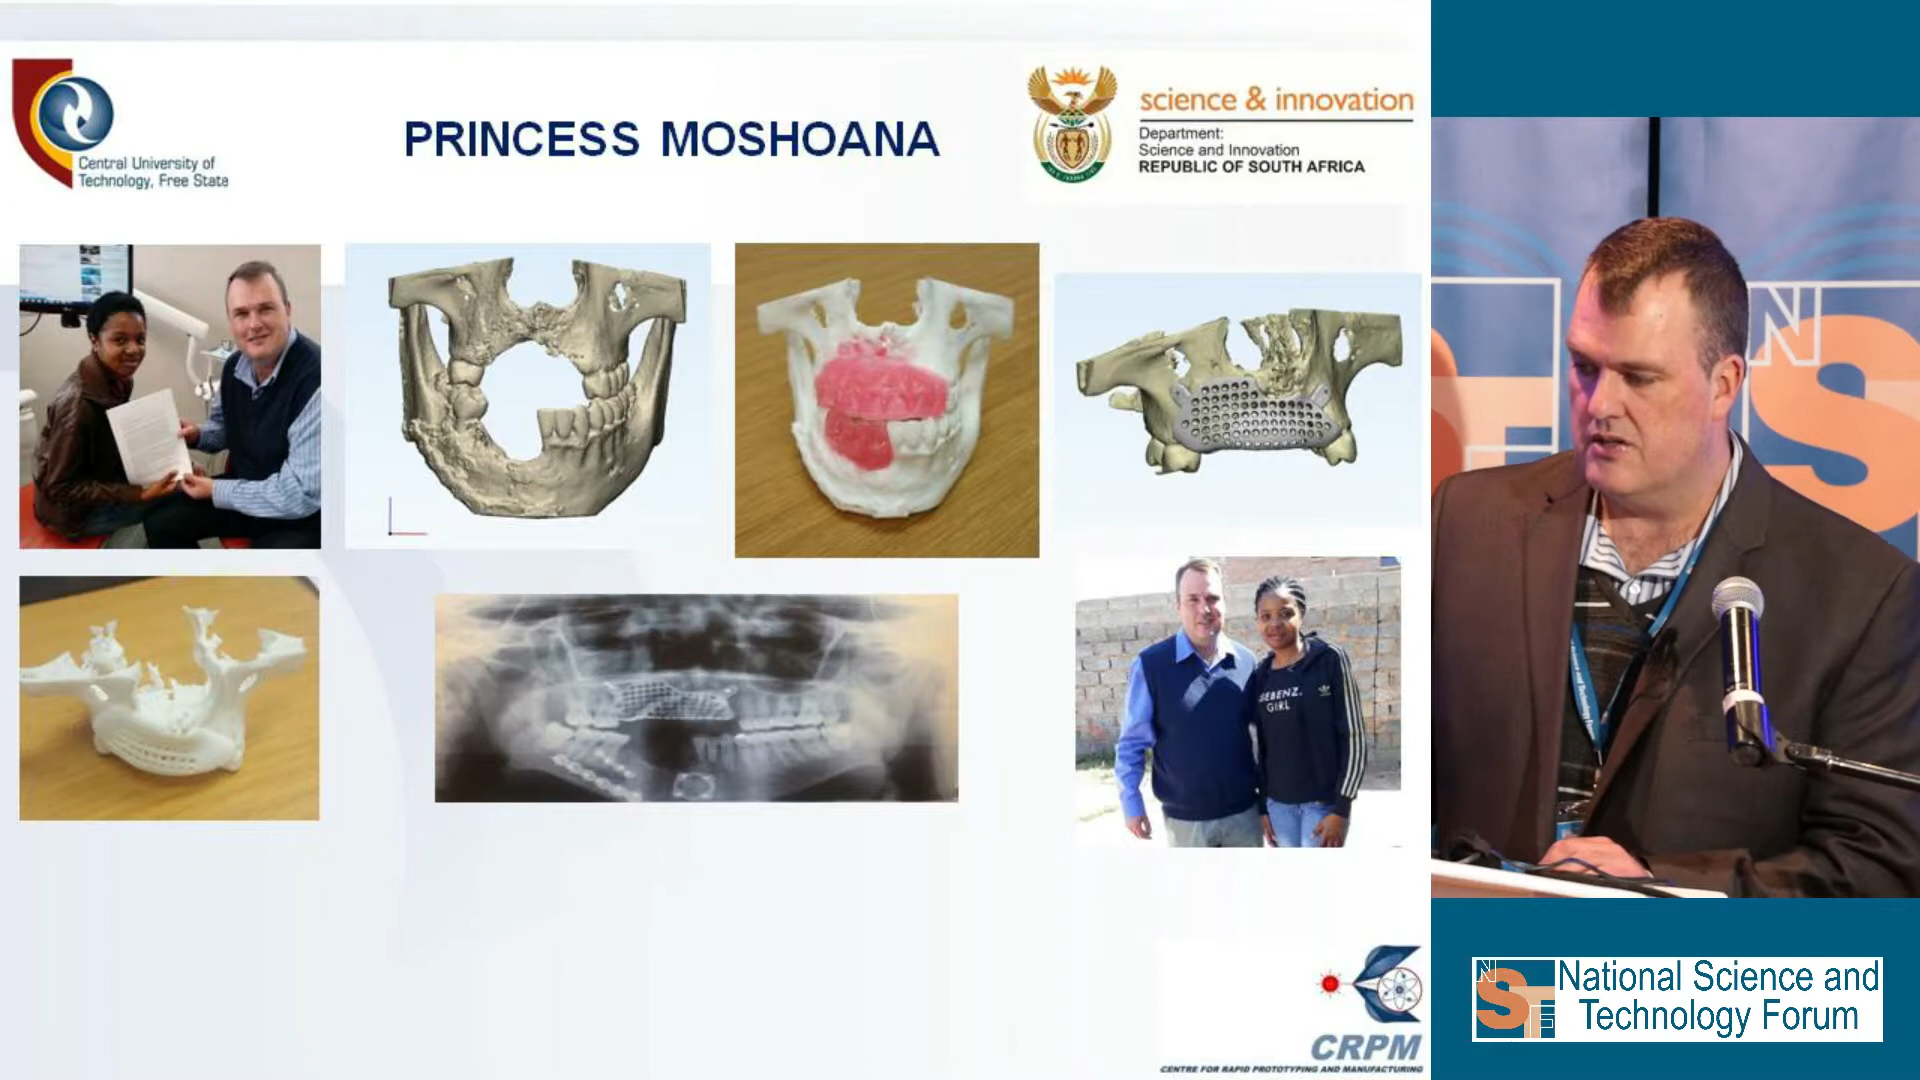 Central University of
Technology, Free State
PRINCESS MOSHOANA
science & innovation
Department:
Science and Innovation
REPUBLIC OF SOUTH AFRICA
GIRL
N
S
N
S
T
F
National Science and
Technology Forum
CRPM
CENTRE FOR RAPID PROTOTYPING AND MANUFACTURING